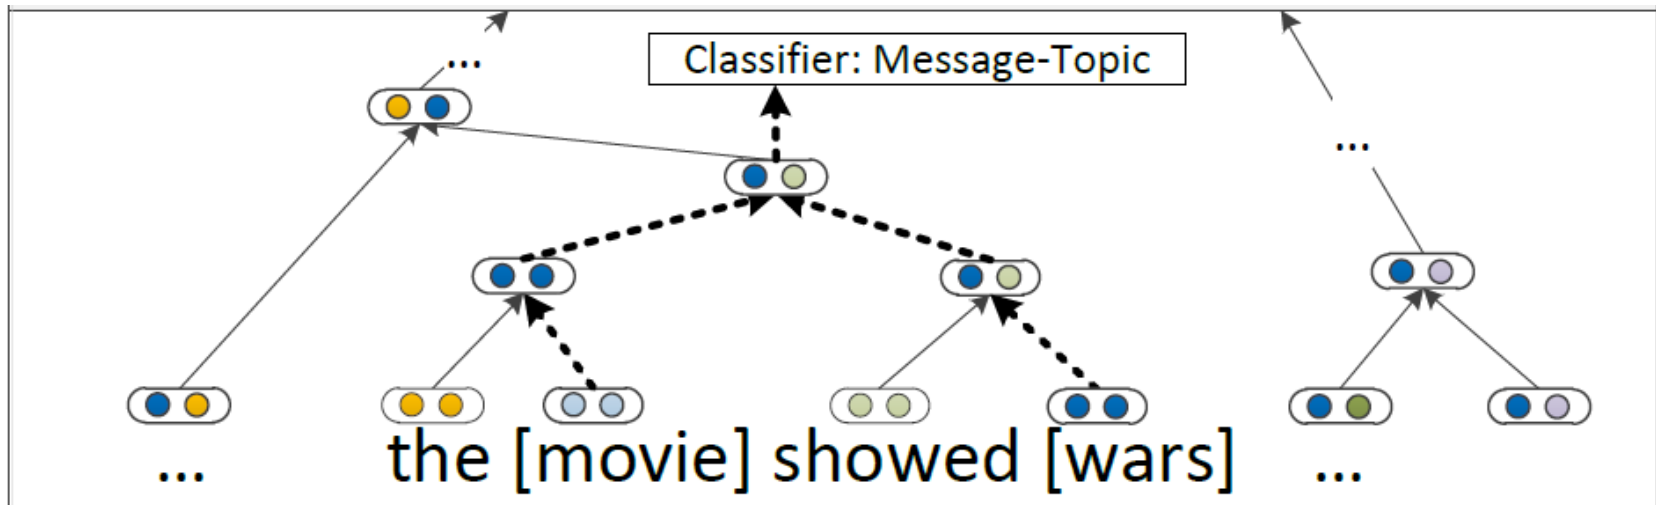 ...
Classifier: Message-Topic
...
... the [movie] showed [wars] ...